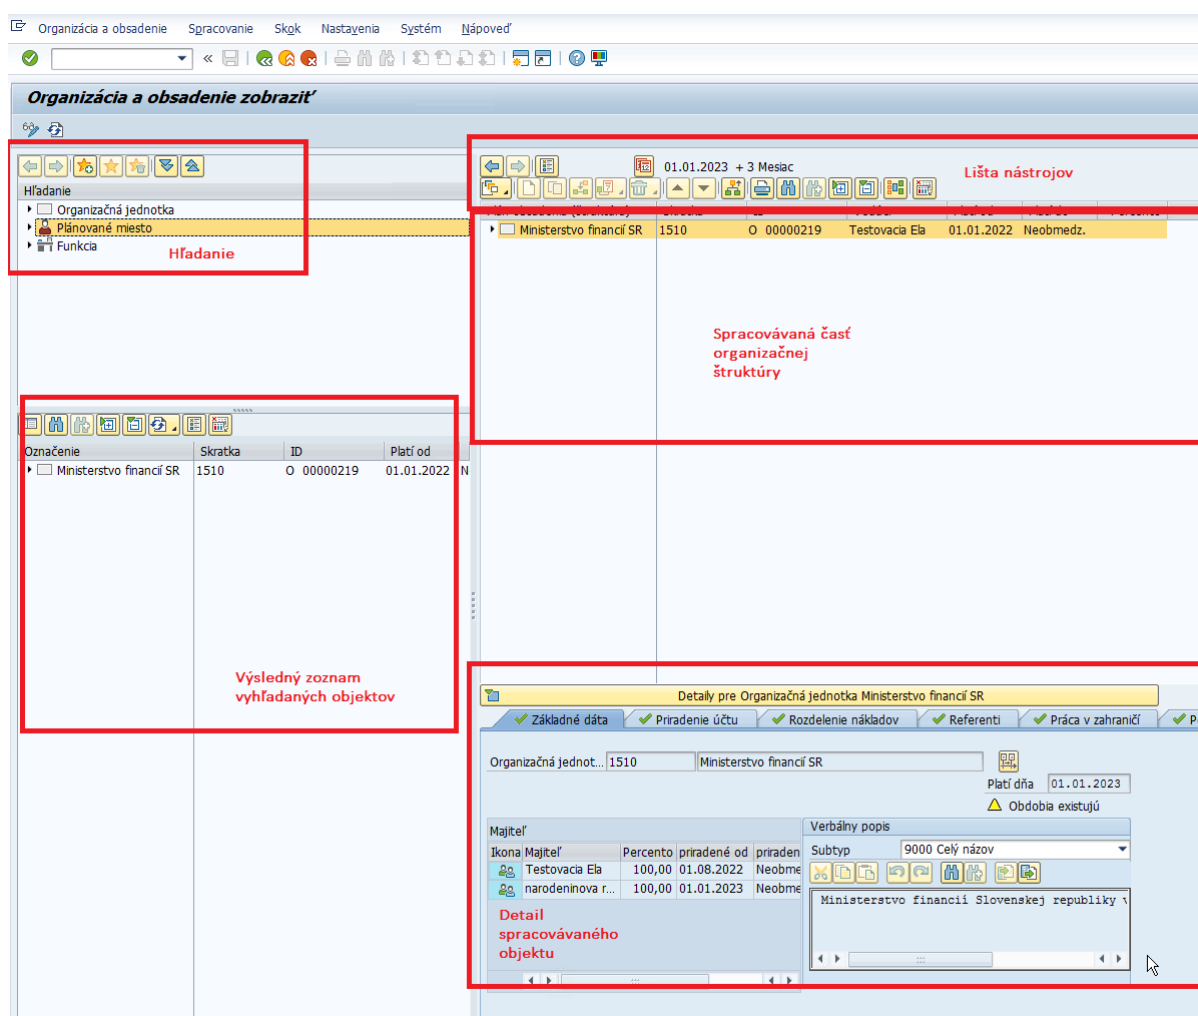 Organizácia a obsadenie Spracovanie Skok Nastavenia Systém Nápoveď
Organizácia a obsadenie zobraziť
01.01.2023 + 3 Mesiac
Lišta nástrojov
Hľadanie
Organizačná jednotka
Plánované miesto
Funkcia
Hľadanie
Ministerstvo financií SR 1510 O 00000219 Testovacia Ela 01.01.2022 Neobmedz.
Spracovávaná časť
organizačnej
štruktúry
Označenie Skratka ID Platí od
Ministerstvo financií SR 1510 O 00000219 01.01.2022 N
Výsledný zoznam
vyhľadaných objektov
Detaily pre Organizačná jednotka Ministerstvo financií SR
Základné dáta Priradenie účtu Rozdelenie nákladov Referenti Práca v zahraničí P
Organizačná jednot... 1510 Ministerstvo financií SR
Platí dňa 01.01.2023
Obdobia existujú
Majiteľ
Ikona Majiteľ Percento priradené od priraden
Testovacia Ela 100,00 01.08.2022 Neobme
narodeninova r... 100,00 01.01.2023 Neobme
Detail
spracovávaného
objektu
Verbálny popis
Subtyp 9000 Celý názov
Ministerstvo financií Slovenskej republiky v